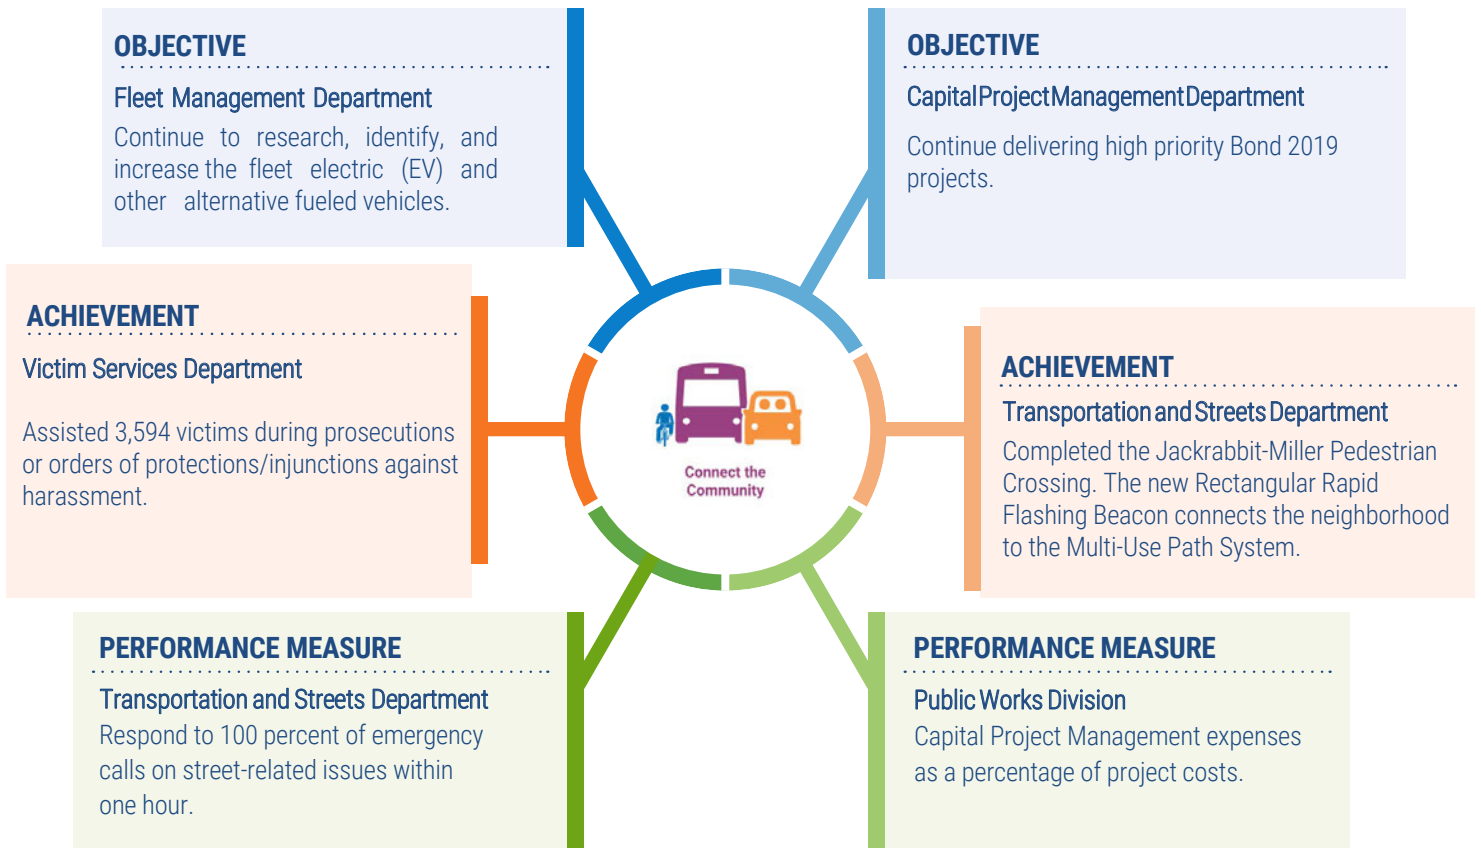 OBJECTIVE
Fleet Management Department
Continue to research, identify, and
increase the fleet electric (EV) and
other alternative fueled vehicles.
OBJECTIVE
Capital Project Management Department
Continue delivering high priority Bond 2019
projects.
ACHIEVEMENT
Victim Services Department
Assisted 3,594 victims during prosecutions
or orders of protections/injunctions against
harassment.
Connect the
Community
ACHIEVEMENT
Transportation and Streets Department
Completed the Jackrabbit-Miller Pedestrian
Crossing. The new Rectangular Rapid
Flashing Beacon connects the neighborhood
to the Multi-Use Path System.
PERFORMANCE MEASURE
Transportation and Streets Department
Respond to 100 percent of emergency
calls on street-related issues within
one hour.
PERFORMANCE MEASURE
Public Works Division
Capital Project Management expenses
as a percentage of project costs.